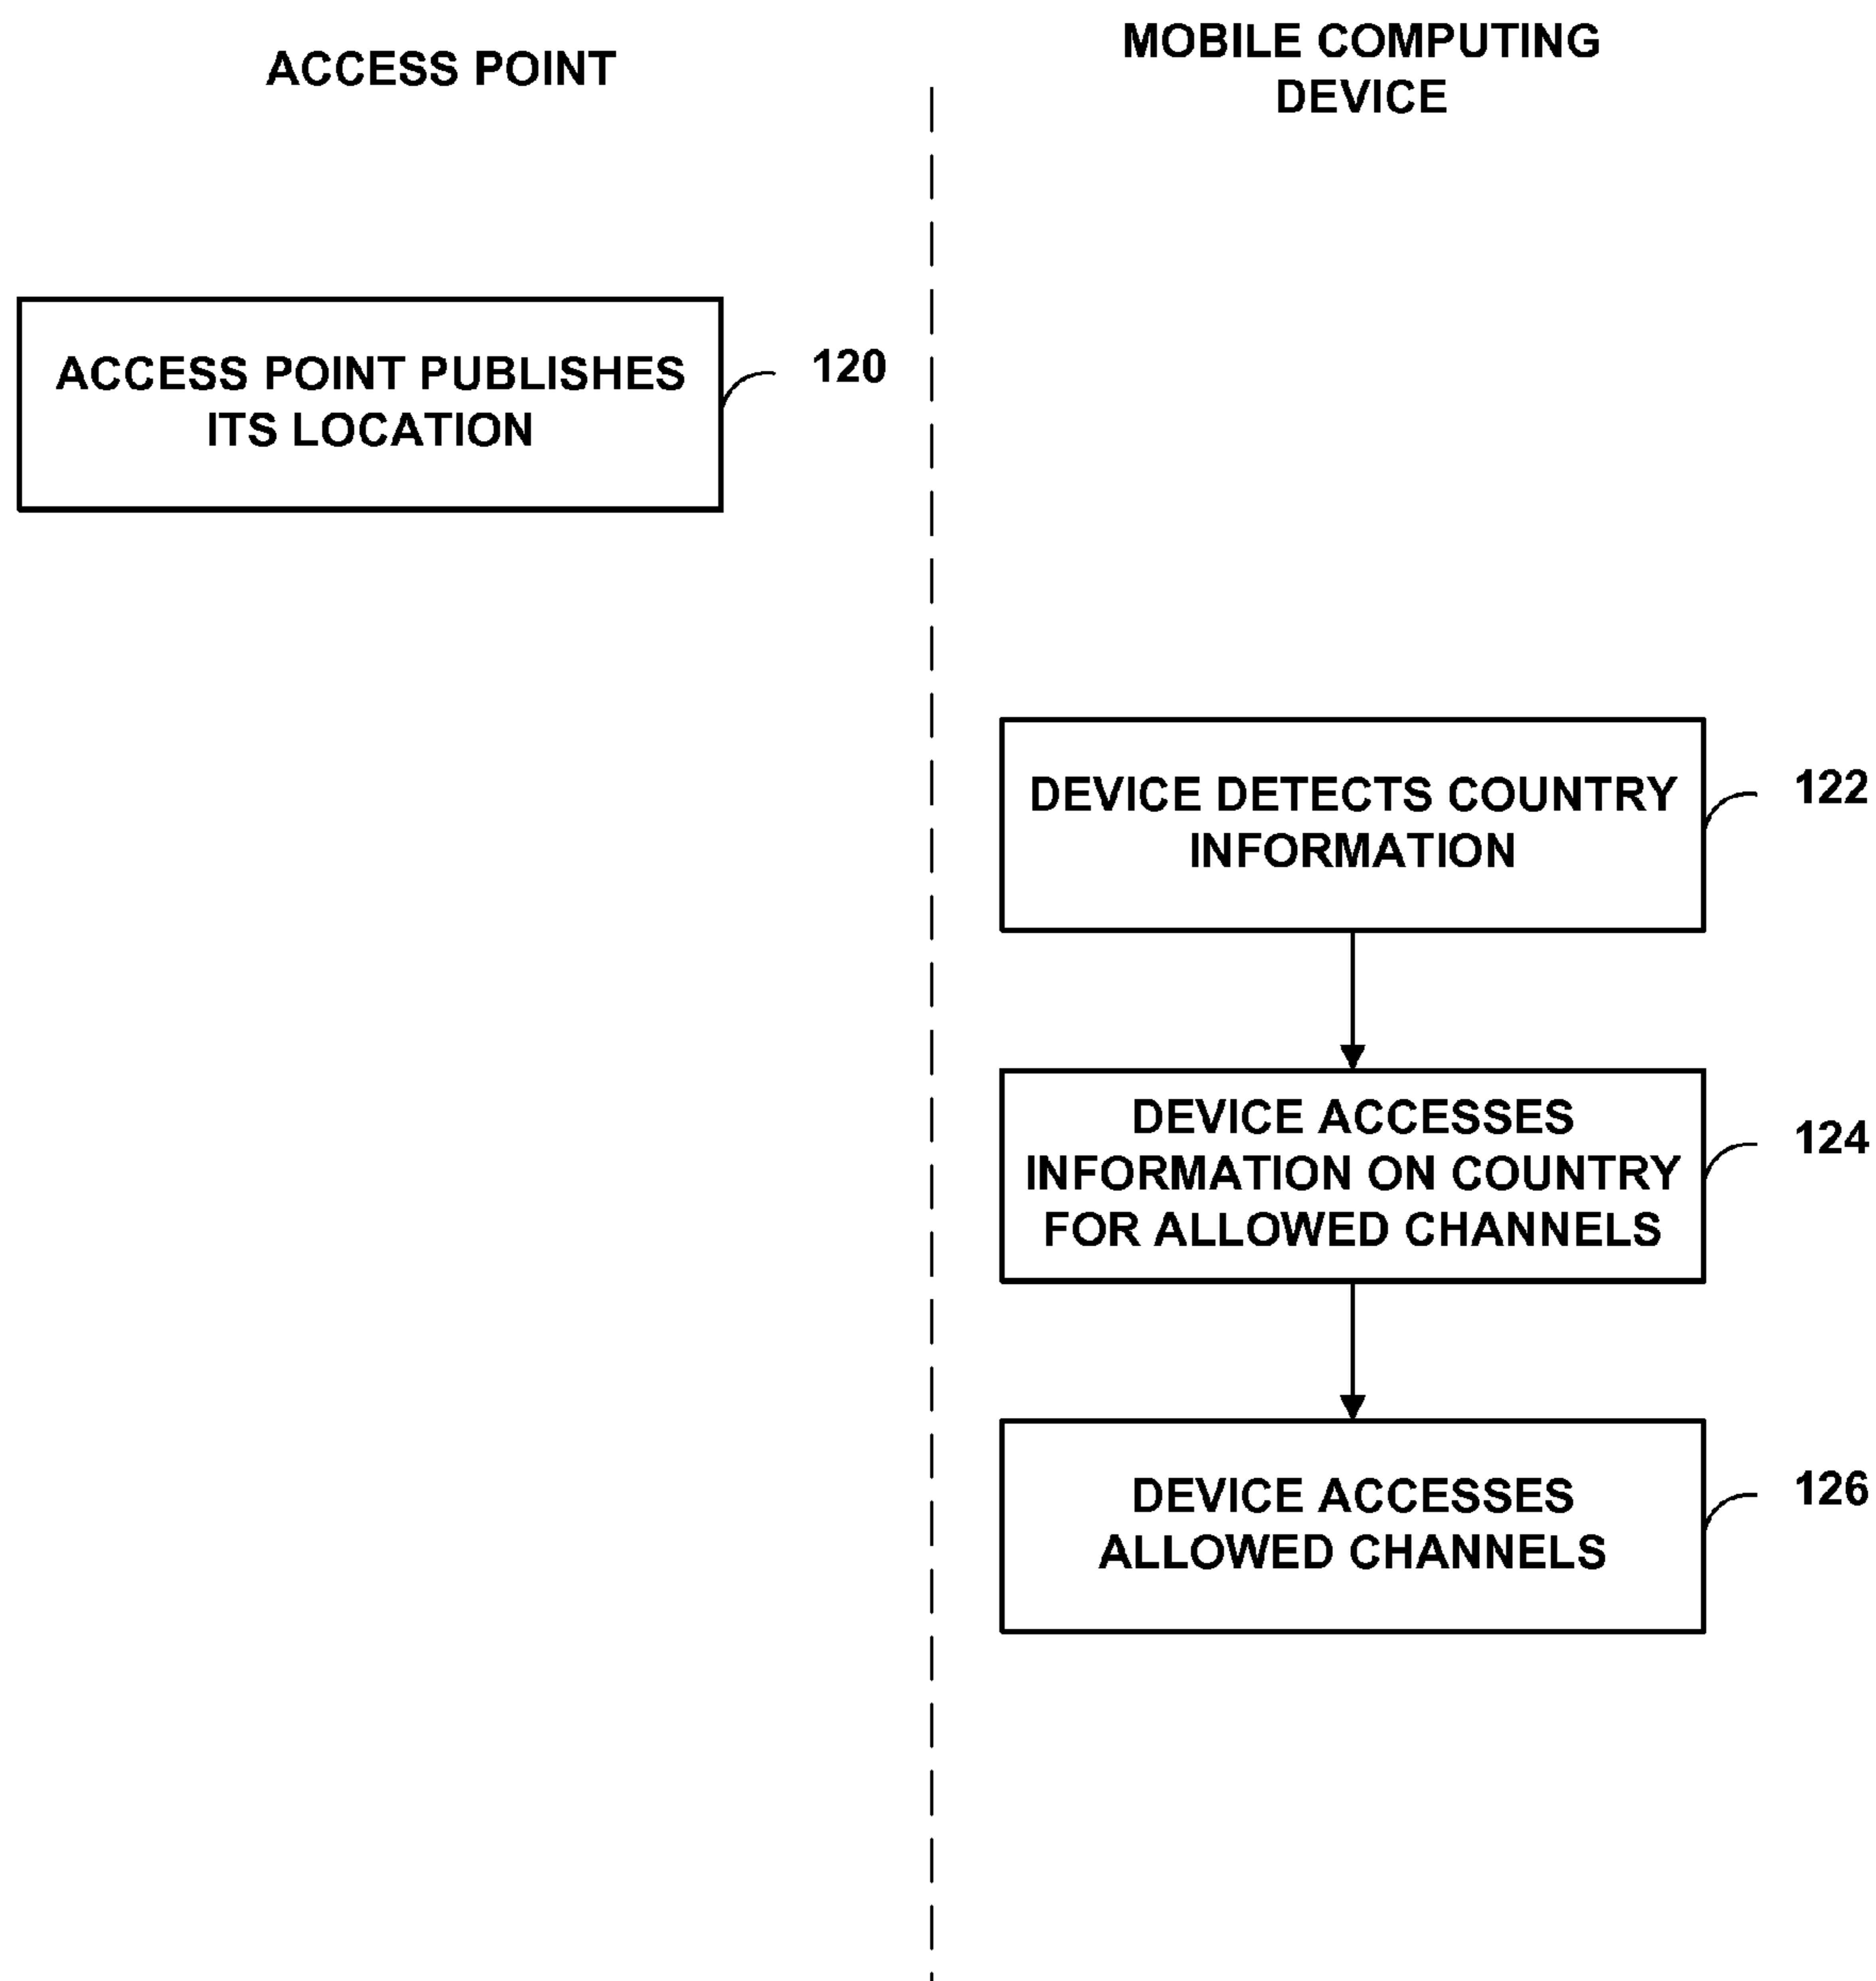 ACCESS POINT
MOBILE COMPUTING
DEVICE
ACCESS POINT PUBLISHES
ITS LOCATION
120
DEVICE DETECTS COUNTRY
INFORMATION
122
DEVICE ACCESSES
INFORMATION ON COUNTRY
FOR ALLOWED CHANNELS
124
DEVICE ACCESSES
ALLOWED CHANNELS
126